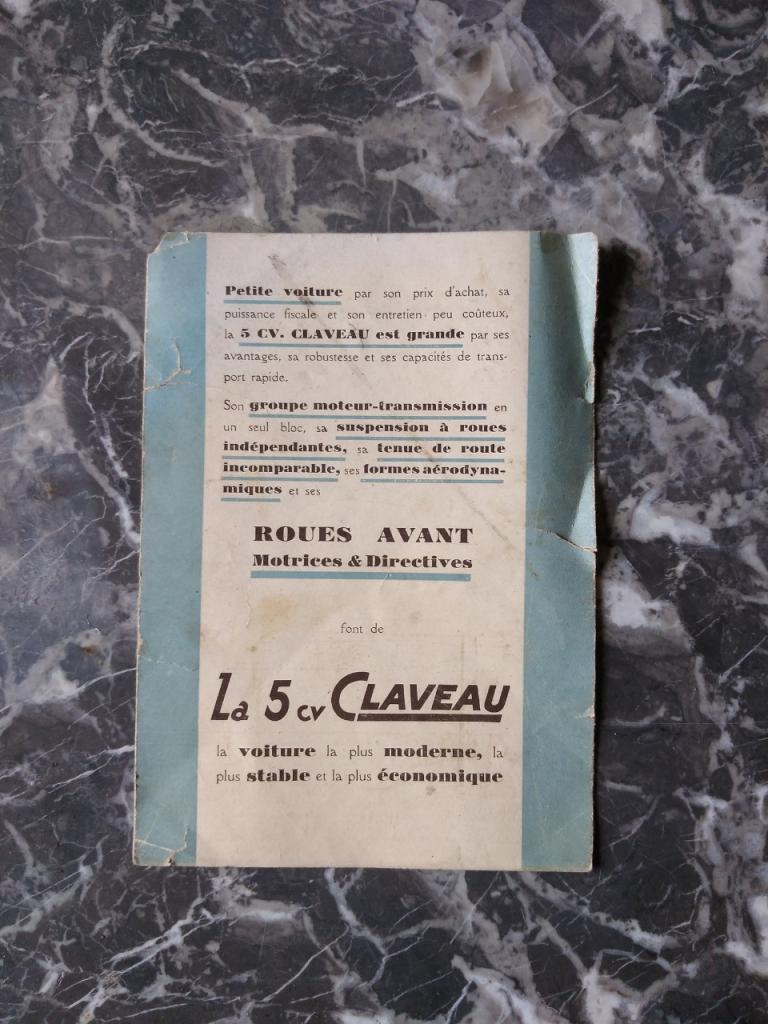 Petite voiture par son prix d'achat, sa
puissance fiscale et son entretien peu coûteux,
la 5 CV. CLAVEAU est grande par ses
avantages, sa robustesse et ses capacités de trans-
port rapide.
Son groupe moteur-transmission en
un seul bloc, sa suspension à roues
indépendantes, sa tenue de route
incomparable, ses formes aérodyna-
miques et ses
ROUES AVANT
Motrices & Directives
font de
La 5 cv CLAVEAU
la voiture la plus moderne, la
plus stable et la plus économique